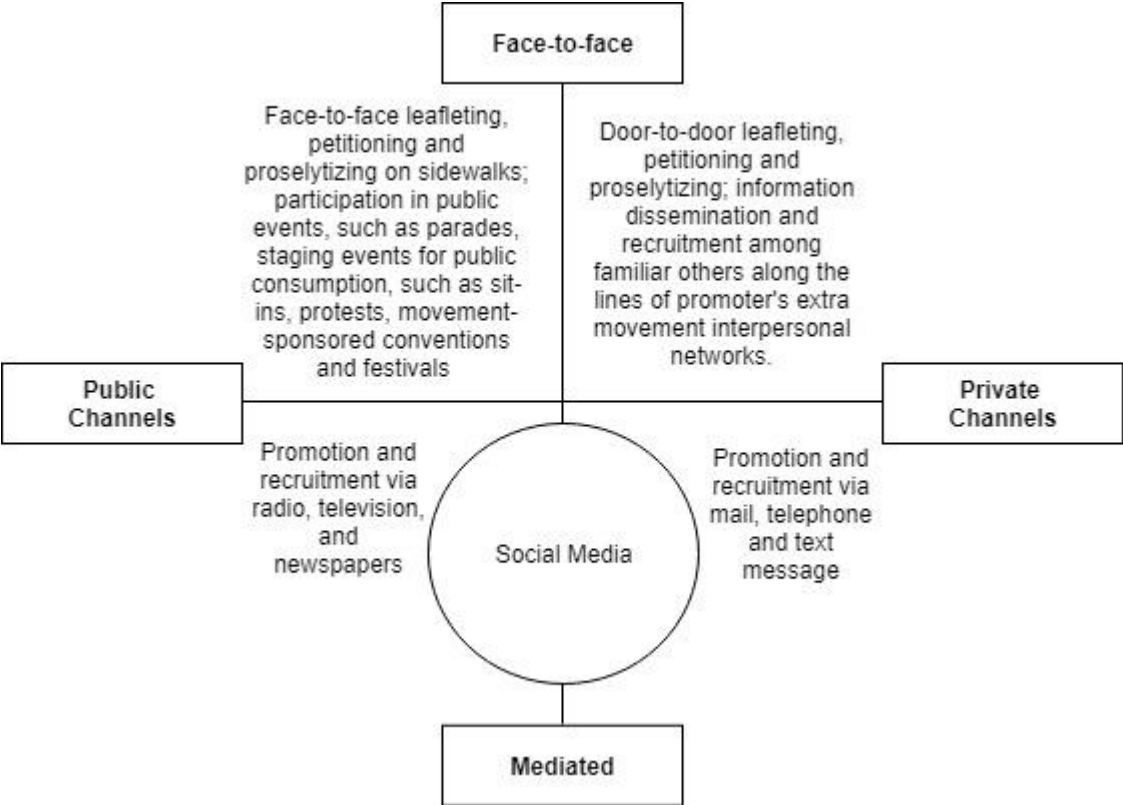 Face-to-face
Face-to-face leafleting,
petitioning and
proselytizing on sidewalks;
participation in public
events, such as parades,
staging events for public
consumption, such as sit-
ins, protests, movement-
sponsored conventions
and festivals
Door-to-door leafleting,
petitioning and
proselytizing; information
dissemination and
recruitment among
familiar others along the
lines of promoter's extra
movement interpersonal
networks.
Public
Channels
Private
Channels
Promotion and
recruitment via
radio, television,
and
newspapers
Social Media
Promotion and
recruitment via
mail, telephone
and text
message
Mediated